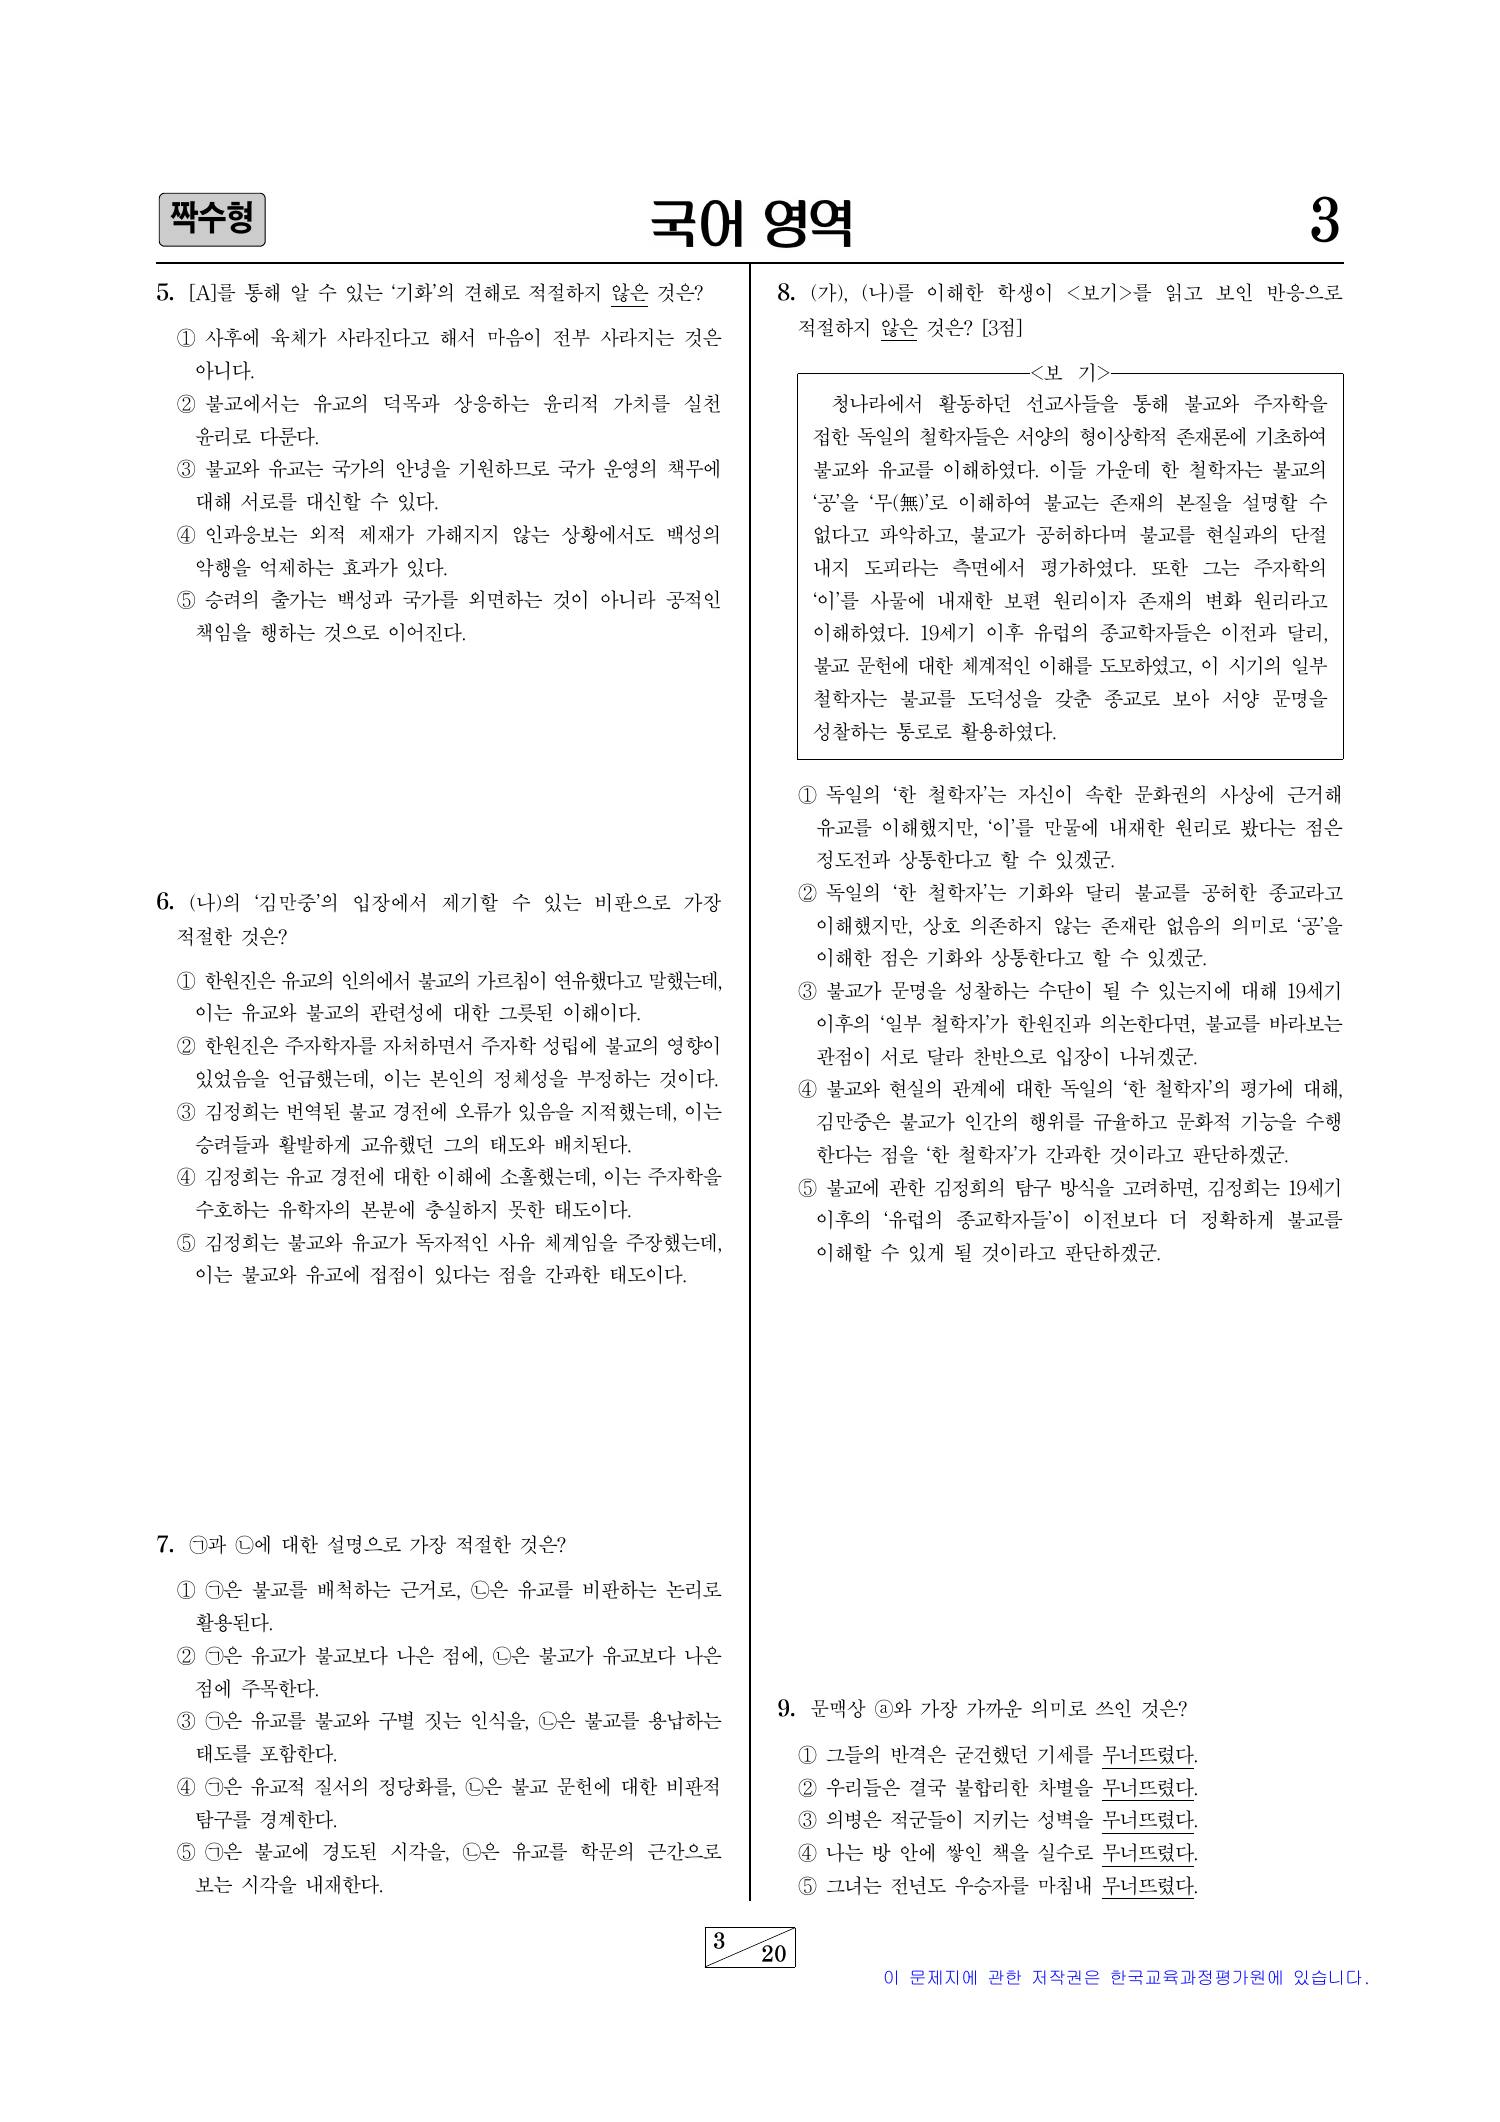 짝수형
국어 영역
3
5. [A]를 통해 알 수 있는 ‘기화’의 견해로 적절하지 않은 것은?
① 사후에 육체가 사라진다고 해서 마음이 전부 사라지는 것은
아니다.
② 불교에서는 유교의 덕목과 상응하는 윤리적 가치를 실천
윤리로 다룬다.
③ 불교와 유교는 국가의 안녕을 기원하므로 국가 운영의 책무에
대해 서로를 대신할 수 있다.
④ 인과응보는 외적 제재가 가해지지 않는 상황에서도 백성의
악행을 억제하는 효과가 있다.
⑤ 승려의 출가는 백성과 국가를 외면하는 것이 아니라 공적인
책임을 행하는 것으로 이어진다.
6. (나)의 ‘김만중’의 입장에서 제기할 수 있는 비판으로 가장
적절한 것은?
① 한원진은 유교의 인의에서 불교의 가르침이 연유했다고 말했는데,
이는 유교와 불교의 관련성에 대한 그릇된 이해이다.
② 한원진은 주자학자를 자처하면서 주자학 성립에 불교의 영향이
있었음을 언급했는데, 이는 본인의 정체성을 부정하는 것이다.
③ 김정희는 번역된 불교 경전에 오류가 있음을 지적했는데, 이는
승려들과 활발하게 교유했던 그의 태도와 배치된다.
④ 김정희는 유교 경전에 대한 이해에 소홀했는데, 이는 주자학을
수호하는 유학자의 본분에 충실하지 못한 태도이다.
⑤ 김정희는 불교와 유교가 독자적인 사유 체계임을 주장했는데,
이는 불교와 유교에 접점이 있다는 점을 간과한 태도이다.
7. ㉠과 ㉡에 대한 설명으로 가장 적절한 것은?
① ㉠은 불교를 배척하는 근거로, ㉡은 유교를 비판하는 논리로
활용된다.
② ㉠은 유교가 불교보다 나은 점에, ㉡은 불교가 유교보다 나은
점에 주목한다.
③ ㉠은 유교를 불교와 구별 짓는 인식을, ㉡은 불교를 용납하는
태도를 포함한다.
④ ㉠은 유교적 질서의 정당화를, ㉡은 불교 문헌에 대한 비판적
탐구를 경계한다.
⑤ ㉠은 불교에 경도된 시각을, ㉡은 유교를 학문의 근간으로
보는 시각을 내재한다.
8. (가), (나)를 이해한 학생이 <보기>를 읽고 보인 반응으로
적절하지 않은 것은? [3점]
<보 기>
청나라에서 활동하던 선교사들을 통해 불교와 주자학을
접한 독일의 철학자들은 서양의 형이상학적 존재론에 기초하여
불교와 유교를 이해하였다. 이들 가운데 한 철학자는 불교의
‘공’을 ‘무(無)’로 이해하여 불교는 존재의 본질을 설명할 수
없다고 파악하고, 불교가 공허하다며 불교를 현실과의 단절
내지 도피라는 측면에서 평가하였다. 또한 그는 주자학의
‘이’를 사물에 내재한 보편 원리이자 존재의 변화 원리라고
이해하였다. 19세기 이후 유럽의 종교학자들은 이전과 달리,
불교 문헌에 대한 체계적인 이해를 도모하였고, 이 시기의 일부
철학자는 불교를 도덕성을 갖춘 종교로 보아 서양 문명을
성찰하는 통로로 활용하였다.
① 독일의 ‘한 철학자’는 자신이 속한 문화권의 사상에 근거해
유교를 이해했지만, ‘이’를 만물에 내재한 원리로 봤다는 점은
정도전과 상통한다고 할 수 있겠군.
② 독일의 ‘한 철학자’는 기화와 달리 불교를 공허한 종교라고
이해했지만, 상호 의존하지 않는 존재란 없음의 의미로 ‘공’을
이해한 점은 기화와 상통한다고 할 수 있겠군.
③ 불교가 문명을 성찰하는 수단이 될 수 있는지에 대해 19세기
이후의 ‘일부 철학자’가 한원진과 의논한다면, 불교를 바라보는
관점이 서로 달라 찬반으로 입장이 나뉘겠군.
④ 불교와 현실의 관계에 대한 독일의 ‘한 철학자’의 평가에 대해,
김만중은 불교가 인간의 행위를 규율하고 문화적 기능을 수행
한다는 점을 ‘한 철학자’가 간과한 것이라고 판단하겠군.
⑤ 불교에 관한 김정희의 탐구 방식을 고려하면, 김정희는 19세기
이후의 ‘유럽의 종교학자들’이 이전보다 더 정확하게 불교를
이해할 수 있게 될 것이라고 판단하겠군.
9. 문맥상 ⓐ와 가장 가까운 의미로 쓰인 것은?
① 그들의 반격은 굳건했던 기세를 무너뜨렸다.
② 우리들은 결국 불합리한 차별을 무너뜨렸다.
③ 의병은 적군들이 지키는 성벽을 무너뜨렸다.
④ 나는 방 안에 쌓인 책을 실수로 무너뜨렸다.
⑤ 그녀는 전년도 우승자를 마침내 무너뜨렸다.
3
20
이 문제지에 관한 저작권은 한국교육과정평가원에 있습니다.